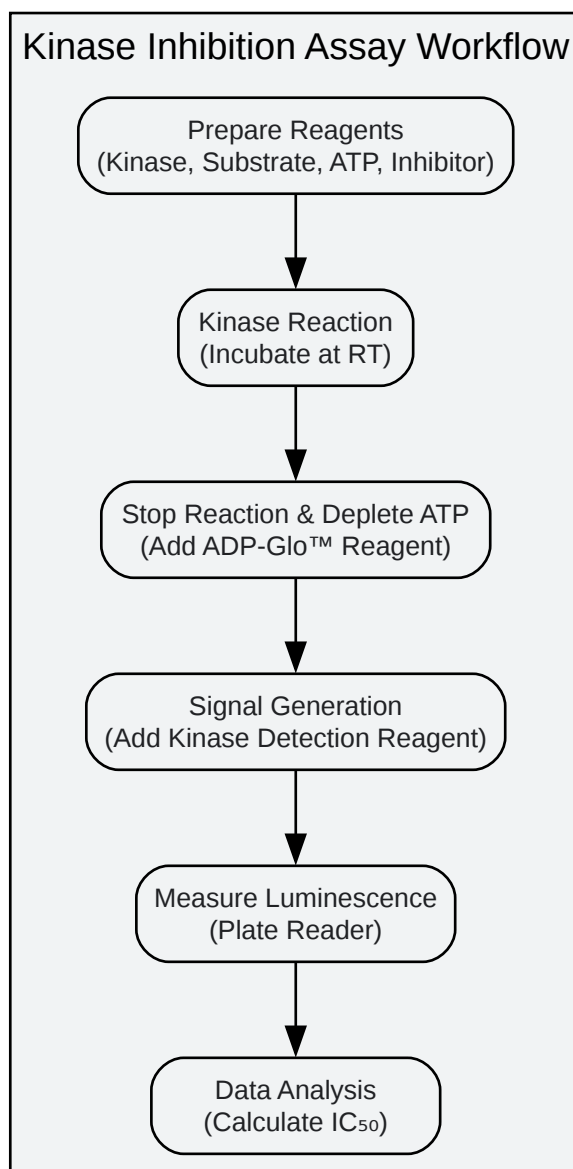 Kinase Inhibition Assay Workflow
Prepare Reagents
(Kinase, Substrate, ATP, Inhibitor)
Kinase Reaction
(Incubate at RT)
Stop Reaction & Deplete ATP
(Add ADP-Glo™ Reagent)
Signal Generation
(Add Kinase Detection Reagent)
Measure Luminescence
(Plate Reader)
Data Analysis
(Calculate IC₅₀)